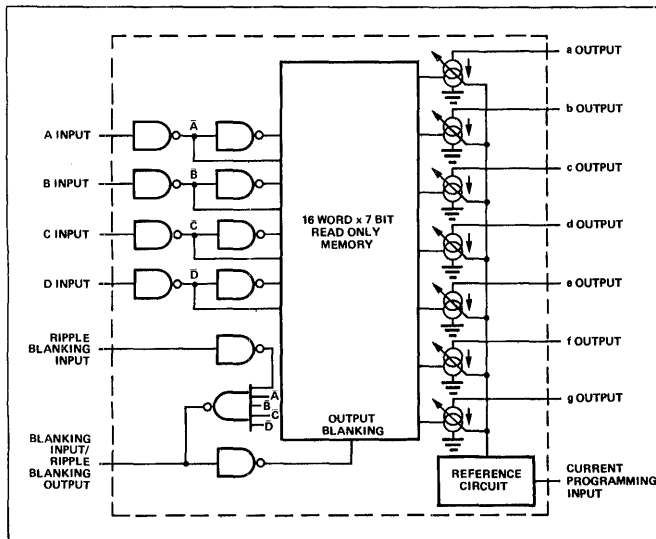 a OUTPUT
b OUTPUT
c OUTPUT
d OUTPUT
e OUTPUT
f OUTPUT
g OUTPUT
A INPUT
B INPUT
C INPUT
D INPUT
Ā
B
C̄
D̄
16 WORD x 7 BIT
READ ONLY
MEMORY
RIPPLE
BLANKING
INPUT
Ā
B̄
C̄
D̄
OUTPUT
BLANKING
BLANKING
INPUT/
RIPPLE
BLANKING
OUTPUT
REFERENCE
CIRCUIT
CURRENT
PROGRAMMING
INPUT